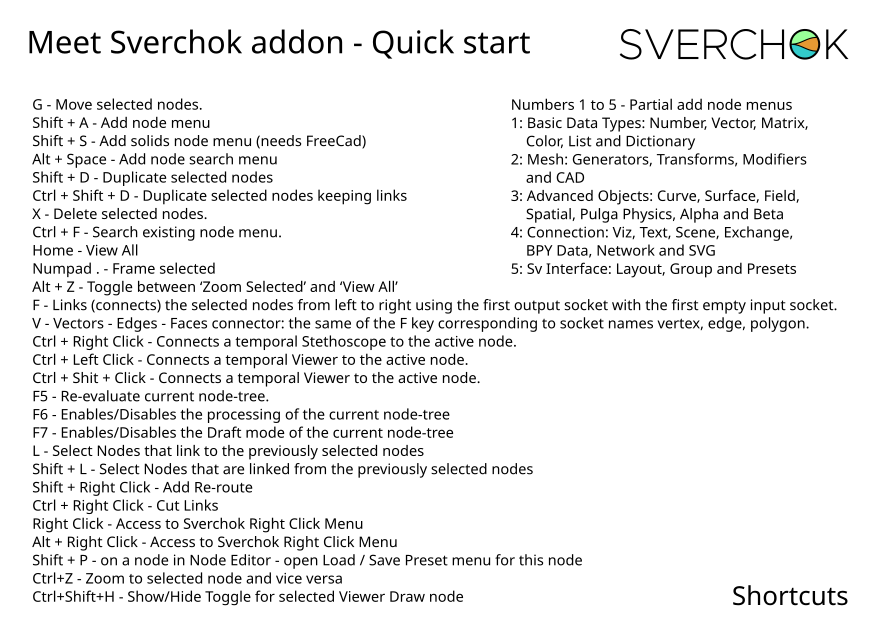 Meet Sverchok addon - Quick start
SVERCHOK
G - Move selected nodes.
Shift + A - Add node menu
Shift + S - Add solids node menu (needs FreeCad)
Alt + Space - Add node search menu
Shift + D - Duplicate selected nodes
Ctrl + Shift + D - Duplicate selected nodes keeping links
X - Delete selected nodes.
Ctrl + F - Search existing node menu.
Home - View All
Numpad . - Frame selected
Alt + Z - Toggle between ‘Zoom Selected’ and ‘View All’
Numbers 1 to 5 - Partial add node menus
1: Basic Data Types: Number, Vector, Matrix,
Color, List and Dictionary
2: Mesh: Generators, Transforms, Modifiers
and CAD
3: Advanced Objects: Curve, Surface, Field,
Spatial, Pulga Physics, Alpha and Beta
4: Connection: Viz, Text, Scene, Exchange,
BPY Data, Network and SVG
5: Sv Interface: Layout, Group and Presets
F - Links (connects) the selected nodes from left to right using the first output socket with the first empty input socket.
V - Vectors - Edges - Faces connector: the same of the F key corresponding to socket names vertex, edge, polygon.
Ctrl + Right Click - Connects a temporal Stethoscope to the active node.
Ctrl + Left Click - Connects a temporal Viewer to the active node.
Ctrl + Shit + Click - Connects a temporal Viewer to the active node.
F5 - Re-evaluate current node-tree.
F6 - Enables/Disables the processing of the current node-tree
F7 - Enables/Disables the Draft mode of the current node-tree
L - Select Nodes that link to the previously selected nodes
Shift + L - Select Nodes that are linked from the previously selected nodes
Shift + Right Click - Add Re-route
Ctrl + Right Click - Cut Links
Right Click - Access to Sverchok Right Click Menu
Alt + Right Click - Access to Sverchok Right Click Menu
Shift + P - on a node in Node Editor - open Load / Save Preset menu for this node
Ctrl+Z - Zoom to selected node and vice versa
Ctrl+Shift+H - Show/Hide Toggle for selected Viewer Draw node
Shortcuts